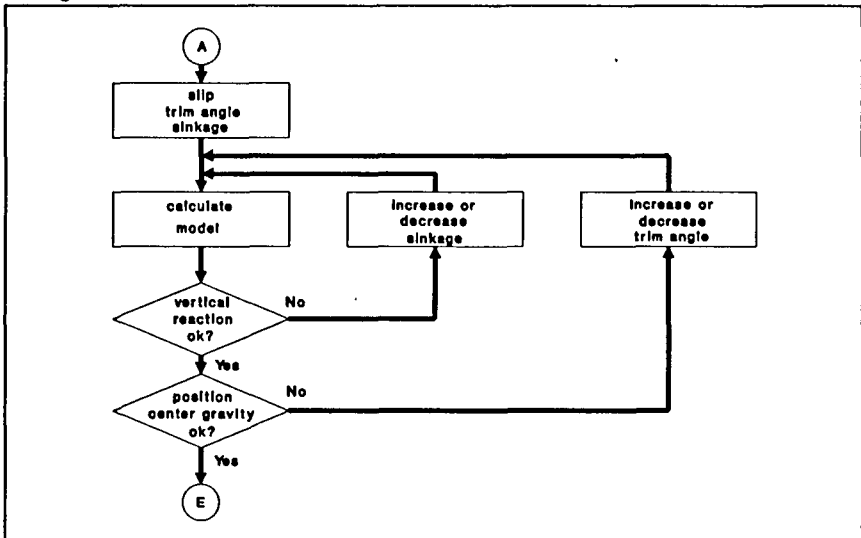 A
slip
trim angle
sinkage
calculate
model
increase or
decrease
sinkage
increase or
decrease
trim angle
vertical
reaction
ok?
No
Yes
position
center gravity
ok?
No
Yes
E